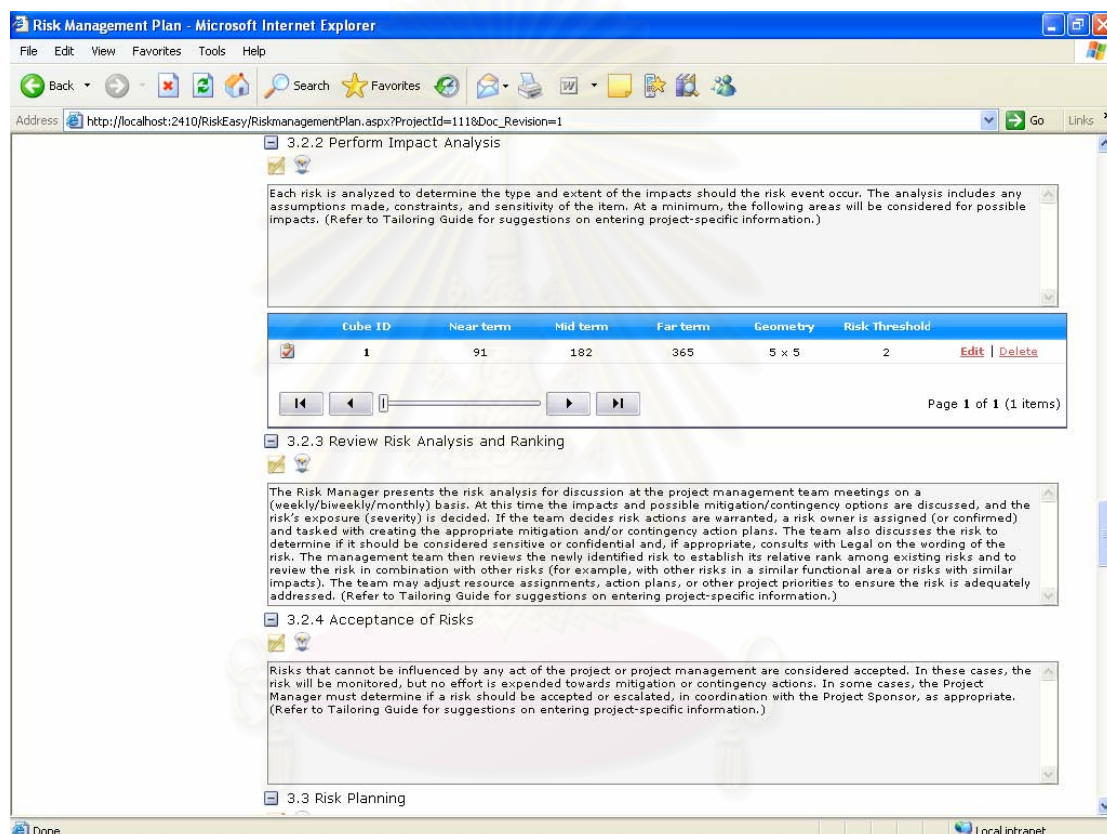 Risk Management Plan - Microsoft Internet Explorer
File Edit View Favorites Tools Help
Back Search Favorites
Address http://localhost:2410/RiskEasy/RiskmanagementPlan.aspx?ProjectId=111&Doc_Revision=1 Go Links
3.2.2 Perform Impact Analysis
Each risk is analyzed to determine the type and extent of the impacts should the risk event occur. The analysis includes any
assumptions made, constraints, and sensitivity of the item. At a minimum, the following areas will be considered for possible
impacts. (Refer to Tailoring Guide for suggestions on entering project-specific information.)
Cube ID Near term Mid term Far term Geometry Risk Threshold
1 91 182 365 5 x 5 2 Edit | Delete
Page 1 of 1 (1 items)
3.2.3 Review Risk Analysis and Ranking
The Risk Manager presents the risk analysis for discussion at the project management team meetings on a
(weekly/biweekly/monthly) basis. At this time the impacts and possible mitigation/contingency options are discussed, and the
risk's exposure (severity) is decided. If the team decides risk actions are warranted, a risk owner is assigned (or confirmed)
and tasked with creating the appropriate mitigation and/or contingency action plans. The team also discusses the risk to
determine if it should be considered sensitive or confidential and, if appropriate, consults with Legal on the wording of the
risk. The management team then reviews the newly identified risk to establish its relative rank among existing risks and to
review the risk in combination with other risks (for example, with other risks in a similar functional area or risks with similar
impacts). The team may adjust resource assignments, action plans, or other project priorities to ensure the risk is adequately
addressed. (Refer to Tailoring Guide for suggestions on entering project-specific information.)
3.2.4 Acceptance of Risks
Risks that cannot be influenced by any act of the project or project management are considered accepted. In these cases, the
risk will be monitored, but no effort is expended towards mitigation or contingency actions. In some cases, the Project
Manager must determine if a risk should be accepted or escalated, in coordination with the Project Sponsor, as appropriate.
(Refer to Tailoring Guide for suggestions on entering project-specific information.)
3.3 Risk Planning
Done Local intranet